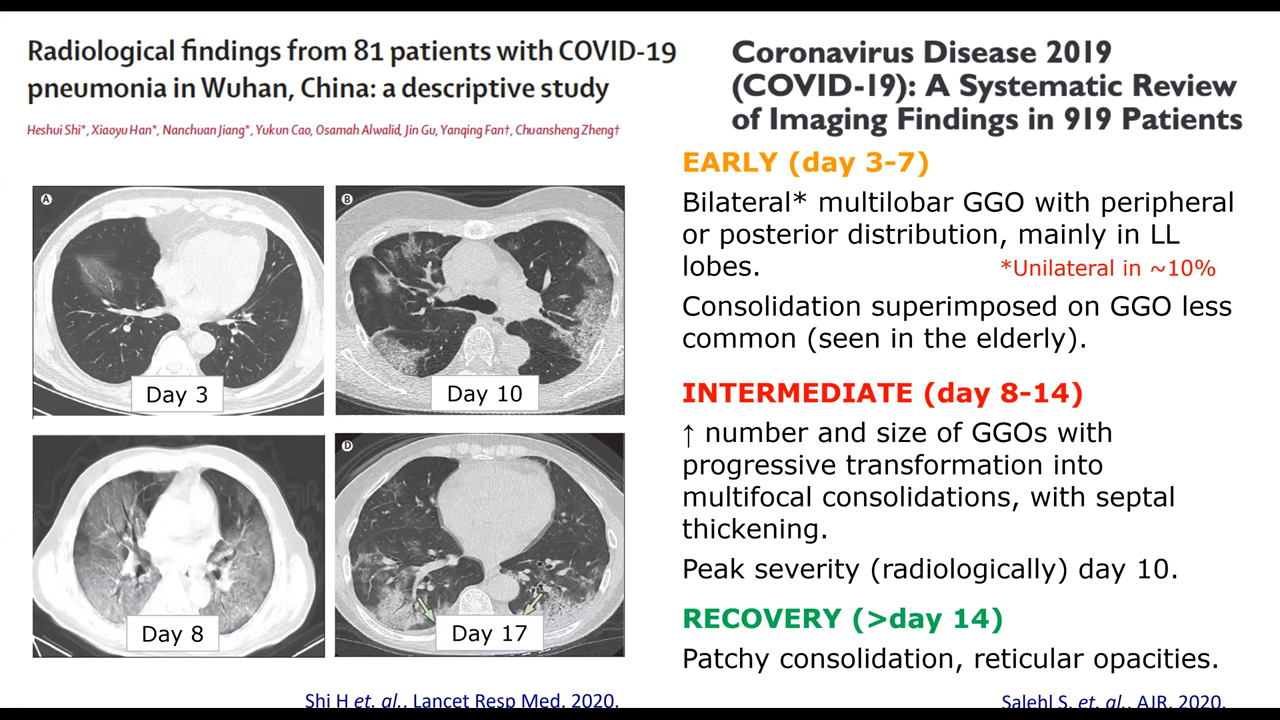 Radiological findings from 81 patients with COVID-19
pneumonia in Wuhan, China: a descriptive study
Heshui Shi*, Xiaoyu Han*, Nanchuan Jiang*, Yukun Cao, Osamah Alwalid, Jin Gu, Yanqing Fan†, Chuansheng Zheng†
A
Day 3
B
Day 10
Day 8
D
Day 17
Shi H et. al., Lancet Resp Med, 2020.
Coronavirus Disease 2019
(COVID-19): A Systematic Review
of Imaging Findings in 919 Patients
EARLY (day 3-7)
Bilateral* multilobar GGO with peripheral
or posterior distribution, mainly in LL
lobes.
*Unilateral in ~10%
Consolidation superimposed on GGO less
common (seen in the elderly).
INTERMEDIATE (day 8-14)
↑ number and size of GGOs with
progressive transformation into
multifocal consolidations, with septal
thickening.
Peak severity (radiologically) day 10.
RECOVERY (>day 14)
Patchy consolidation, reticular opacities.
Salehl S, et. al., AJR, 2020.